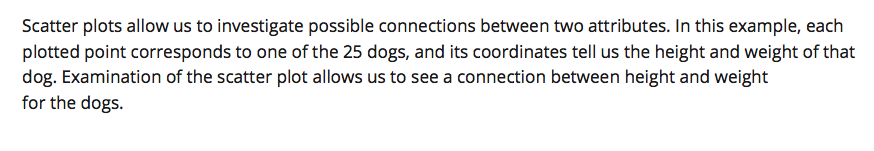 Scatter plots allow us to investigate possible connections between two attributes. In this example, each
plotted point corresponds to one of the 25 dogs, and its coordinates tell us the height and weight of that
dog. Examination of the scatter plot allows us to see a connection between height and weight
for the dogs.